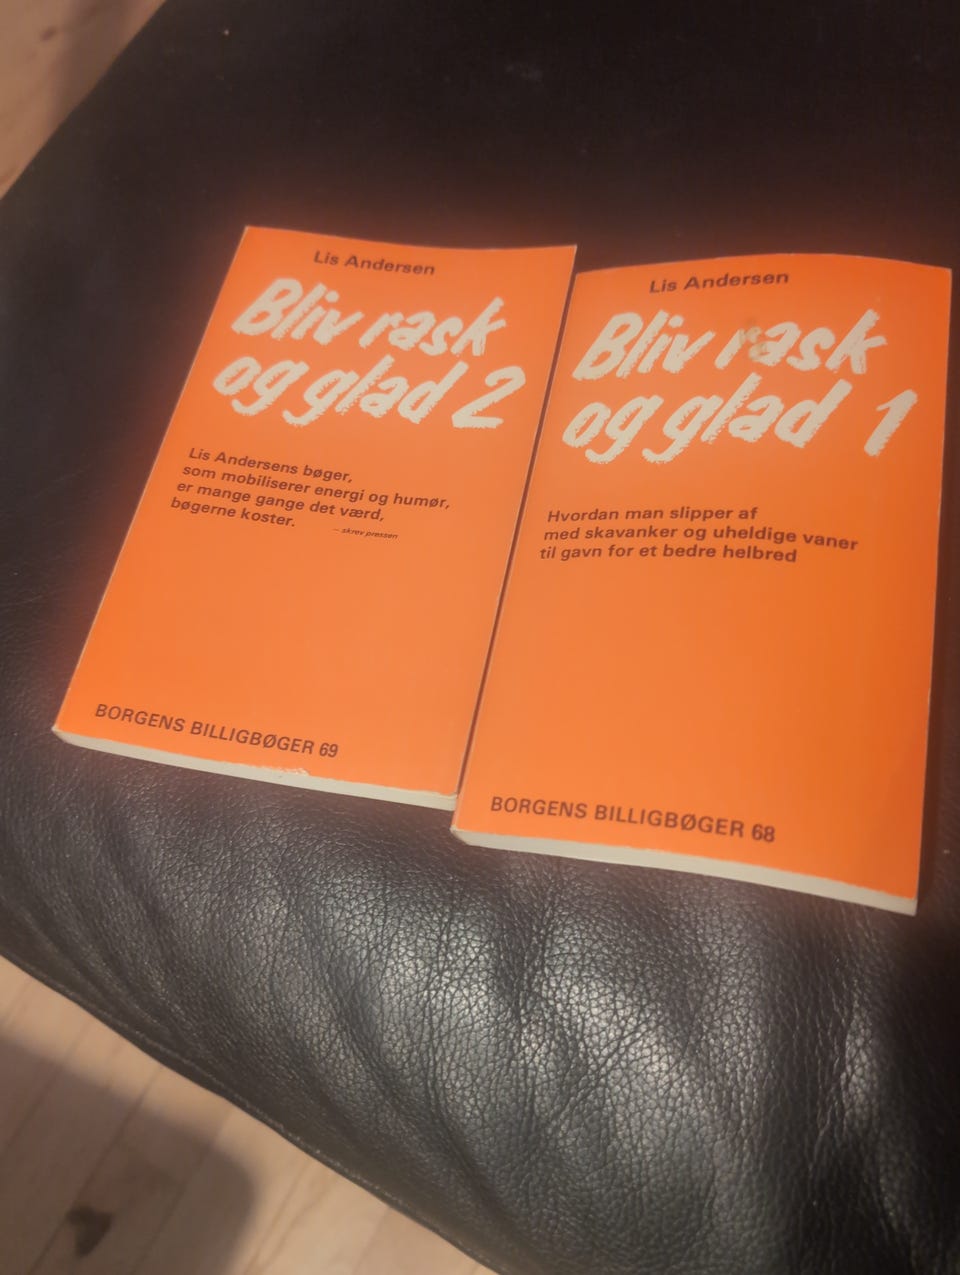 Lis Andersen
Bliv rask
og glad 2
Lis Andersens bøger,
som mobiliserer energi og humør,
er mange gange det værd,
bøgerne koster.
– skrev pressen
BORGENS BILLIGBØGER 69
Lis Andersen
Bliv rask
og glad 1
Hvordan man slipper af
med skavanker og uheldige vaner
til gavn for et bedre helbred
BORGENS BILLIGBØGER 68